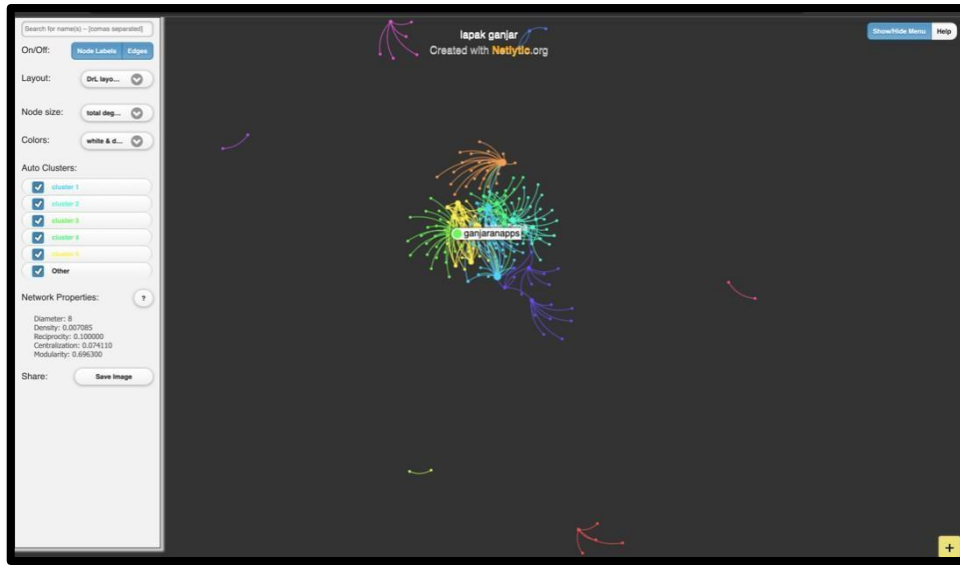 Search for name(s) – [comas separated]
lapak ganjar
Created with Netlytic.org
Show/Hide Menu Help
On/Off: Node Labels Edges
Layout: DrL layo...
Node size: total deg...
Colors: white & d...
Auto Clusters:
cluster 1
cluster 2
cluster 3
cluster 4
cluster 5
Other
ganjaranapps
Network Properties: ?
Diameter: 8
Density: 0.007085
Reciprocity: 0.100000
Centralization: 0.074110
Modularity: 0.696300
Share: Save Image
+